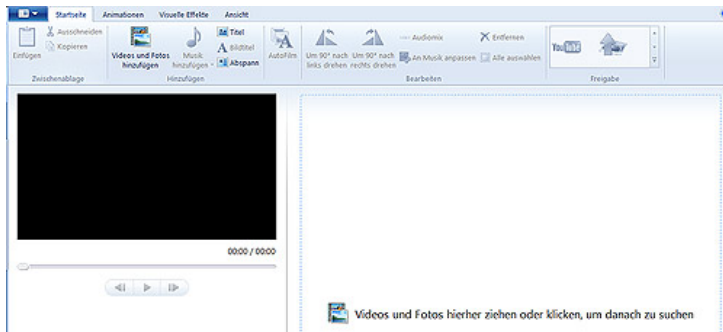 Startseite Animationen Visuelle Effekte Ansicht
Einfügen
Ausschneiden
Kopieren
Zwischenablage
Videos und Fotos
hinzufügen
Musik
hinzufügen
Titel
Bildtitel
Abspann
Hinzufügen
AutoFilm
Um 90° nach
links drehen
Um 90° nach
rechts drehen
Audiomix
An Musik anpassen
Entfernen
Alle auswählen
Bearbeiten
YouTube
Freigabe
00:00 / 00:00
Videos und Fotos hierher ziehen oder klicken, um danach zu suchen